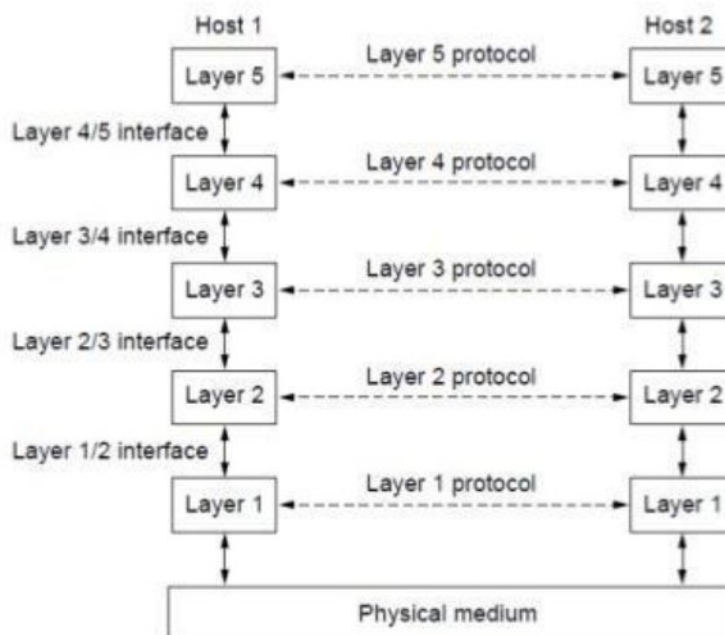 Host 1
Host 2
Layer 5 protocol
Layer 5
Layer 5
Layer 4/5 interface
Layer 4 protocol
Layer 4
Layer 4
Layer 3/4 interface
Layer 3 protocol
Layer 3
Layer 3
Layer 2/3 interface
Layer 2 protocol
Layer 2
Layer 2
Layer 1/2 interface
Layer 1 protocol
Layer 1
Layer 1
Physical medium